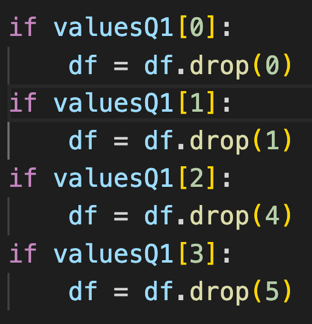 if valuesQ1[0]:
    df = df.drop(0)
if valuesQ1[1]:
    df = df.drop(1)
if valuesQ1[2]:
    df = df.drop(4)
if valuesQ1[3]:
    df = df.drop(5)